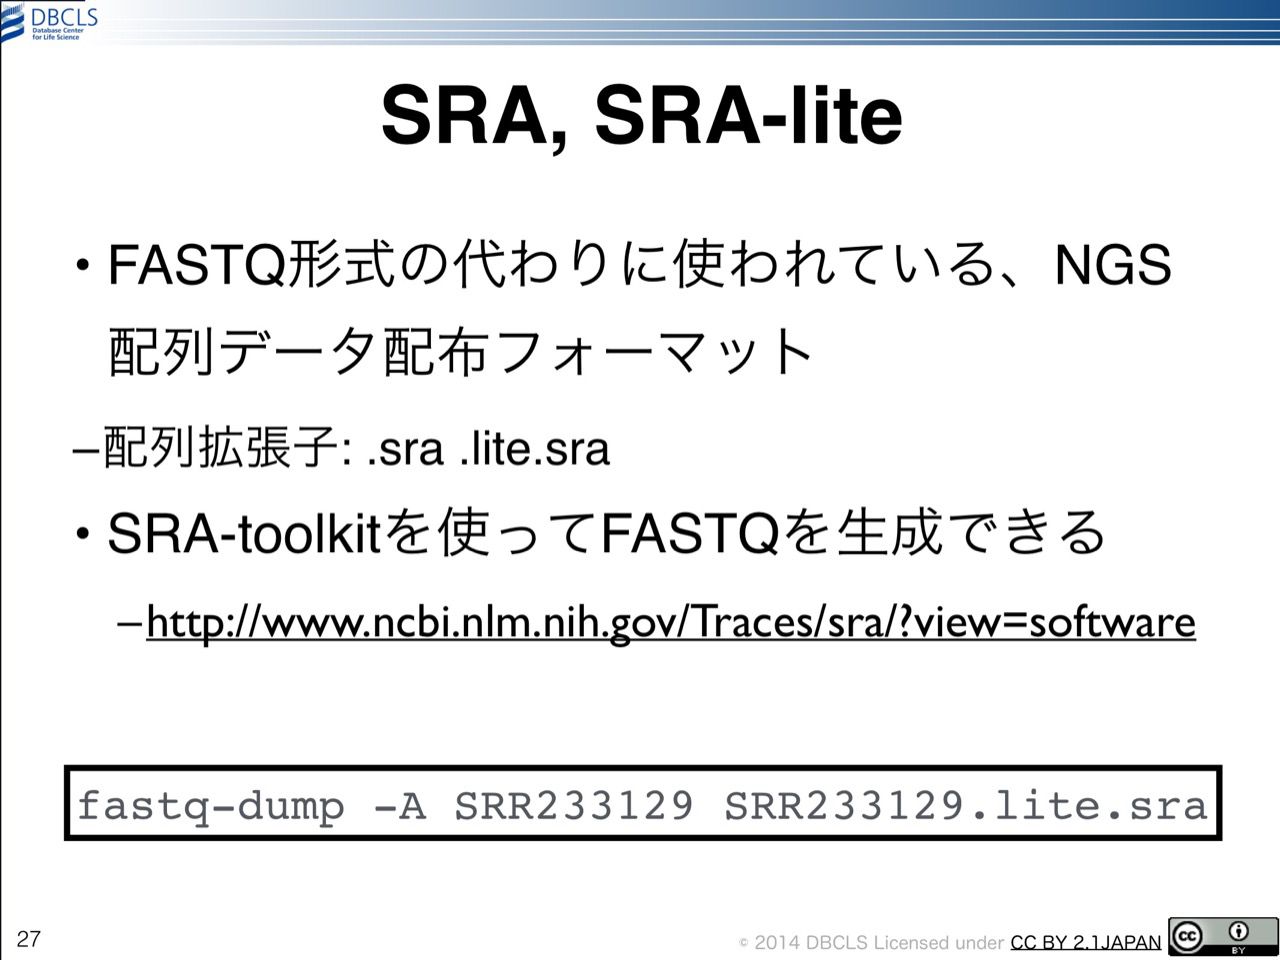 DBCLS
Database Center
for Life Science
SRA, SRA-lite
• FASTQ形式の代わりに使われている、NGS
配列データ配布フォーマット
–配列拡張子: .sra .lite.sra
• SRA-toolkitを使ってFASTQを生成できる
–http://www.ncbi.nlm.nih.gov/Traces/sra/?view=software
fastq-dump -A SRR233129 SRR233129.lite.sra
27
© 2014 DBCLS Licensed under CC BY 2.1JAPAN
cc
BY